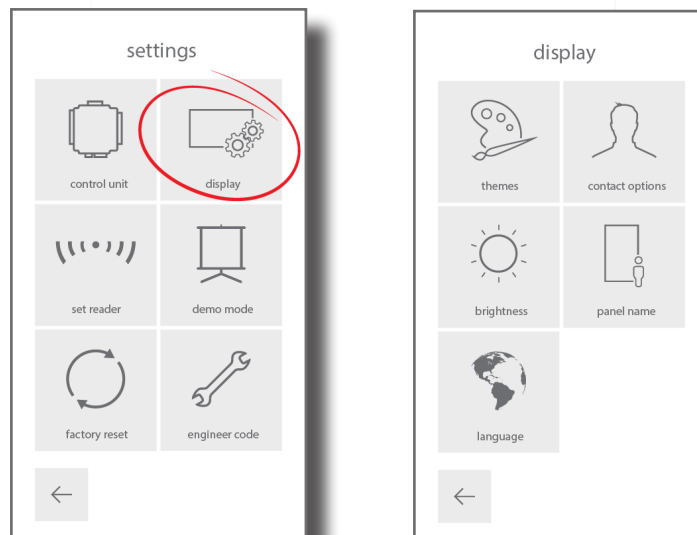 settings
control unit
display
set reader
demo mode
factory reset
engineer code
display
themes
contact options
brightness
panel name
language